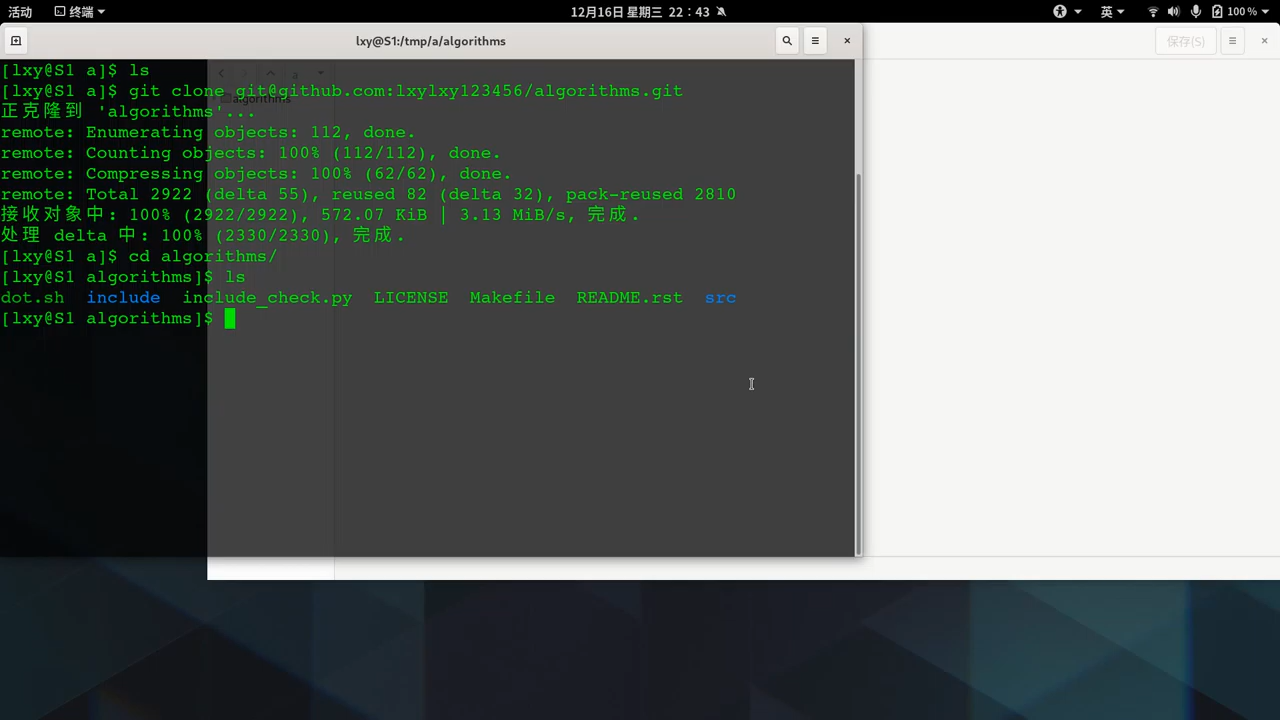 活动 终端 12月16日 星期三 22：43 英 100 %
lxy@S1:/tmp/a/algorithms
保存(S)
[lxy@S1 a]$ ls
[lxy@S1 a]$ git clone git@github.com:lxylxy123456/algorithms.git
正克隆到 'algorithms'...
remote: Enumerating objects: 112, done.
remote: Counting objects: 100% (112/112), done.
remote: Compressing objects: 100% (62/62), done.
remote: Total 2922 (delta 55), reused 82 (delta 32), pack-reused 2810
接收对象中: 100% (2922/2922), 572.07 KiB | 3.13 MiB/s, 完成.
处理 delta 中: 100% (2330/2330), 完成.
[lxy@S1 a]$ cd algorithms/
[lxy@S1 algorithms]$ ls
dot.sh include include_check.py LICENSE Makefile README.rst src
[lxy@S1 algorithms]$
a
algorithms